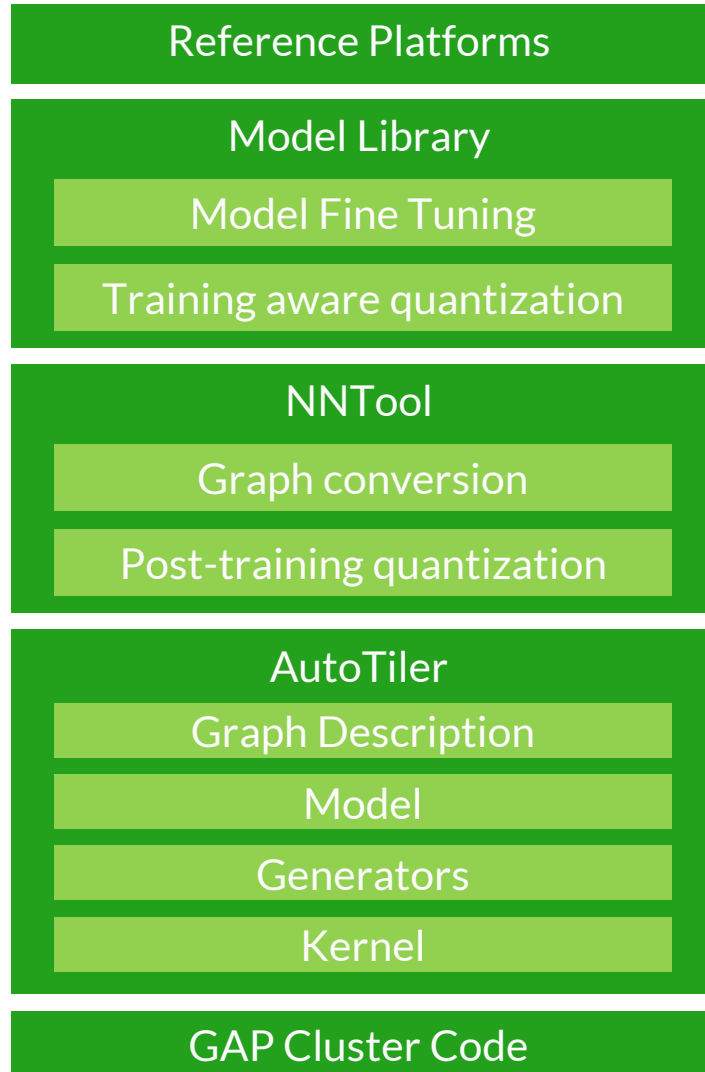 Reference Platforms
Model Library
Model Fine Tuning
Training aware quantization
NNTool
Graph conversion
Post-training quantization
AutoTiler
Graph Description
Model
Generators
Kernel
GAP Cluster Code